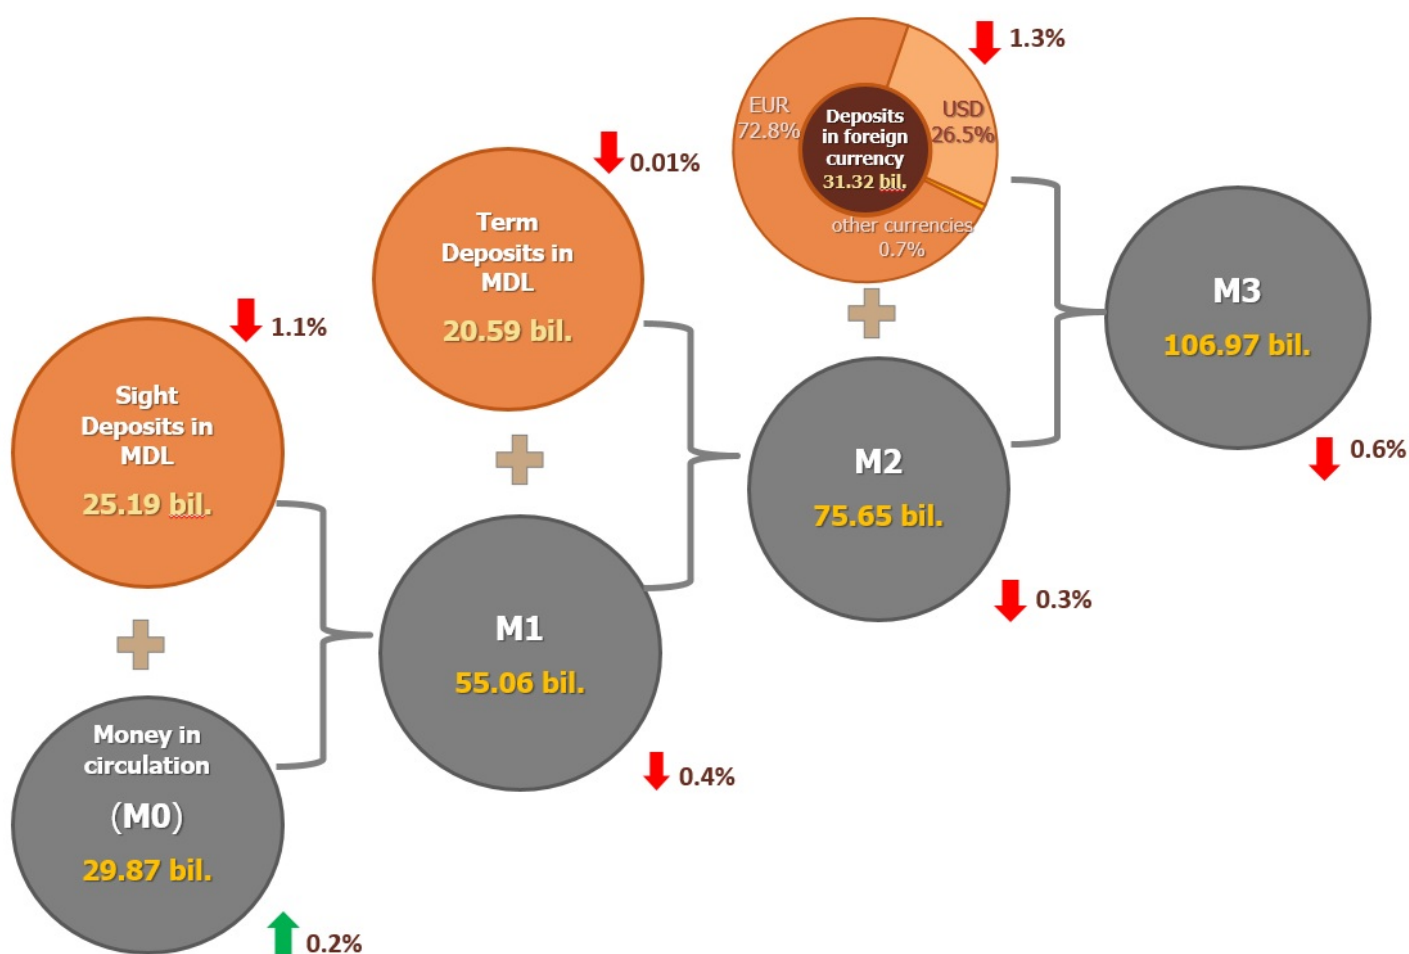 1.3%
EUR
72.8%
USD
26.5%
Deposits
in foreign
currency
31.32 bil.
other currencies
0.7%
0.01%
Term
Deposits in
MDL
20.59 bil.
1.1%
Sight
Deposits in
MDL
25.19 bil.
M3
106.97 bil.
0.6%
M2
75.65 bil.
0.3%
M1
55.06 bil.
0.4%
Money in
circulation
(M0)
29.87 bil.
0.2%